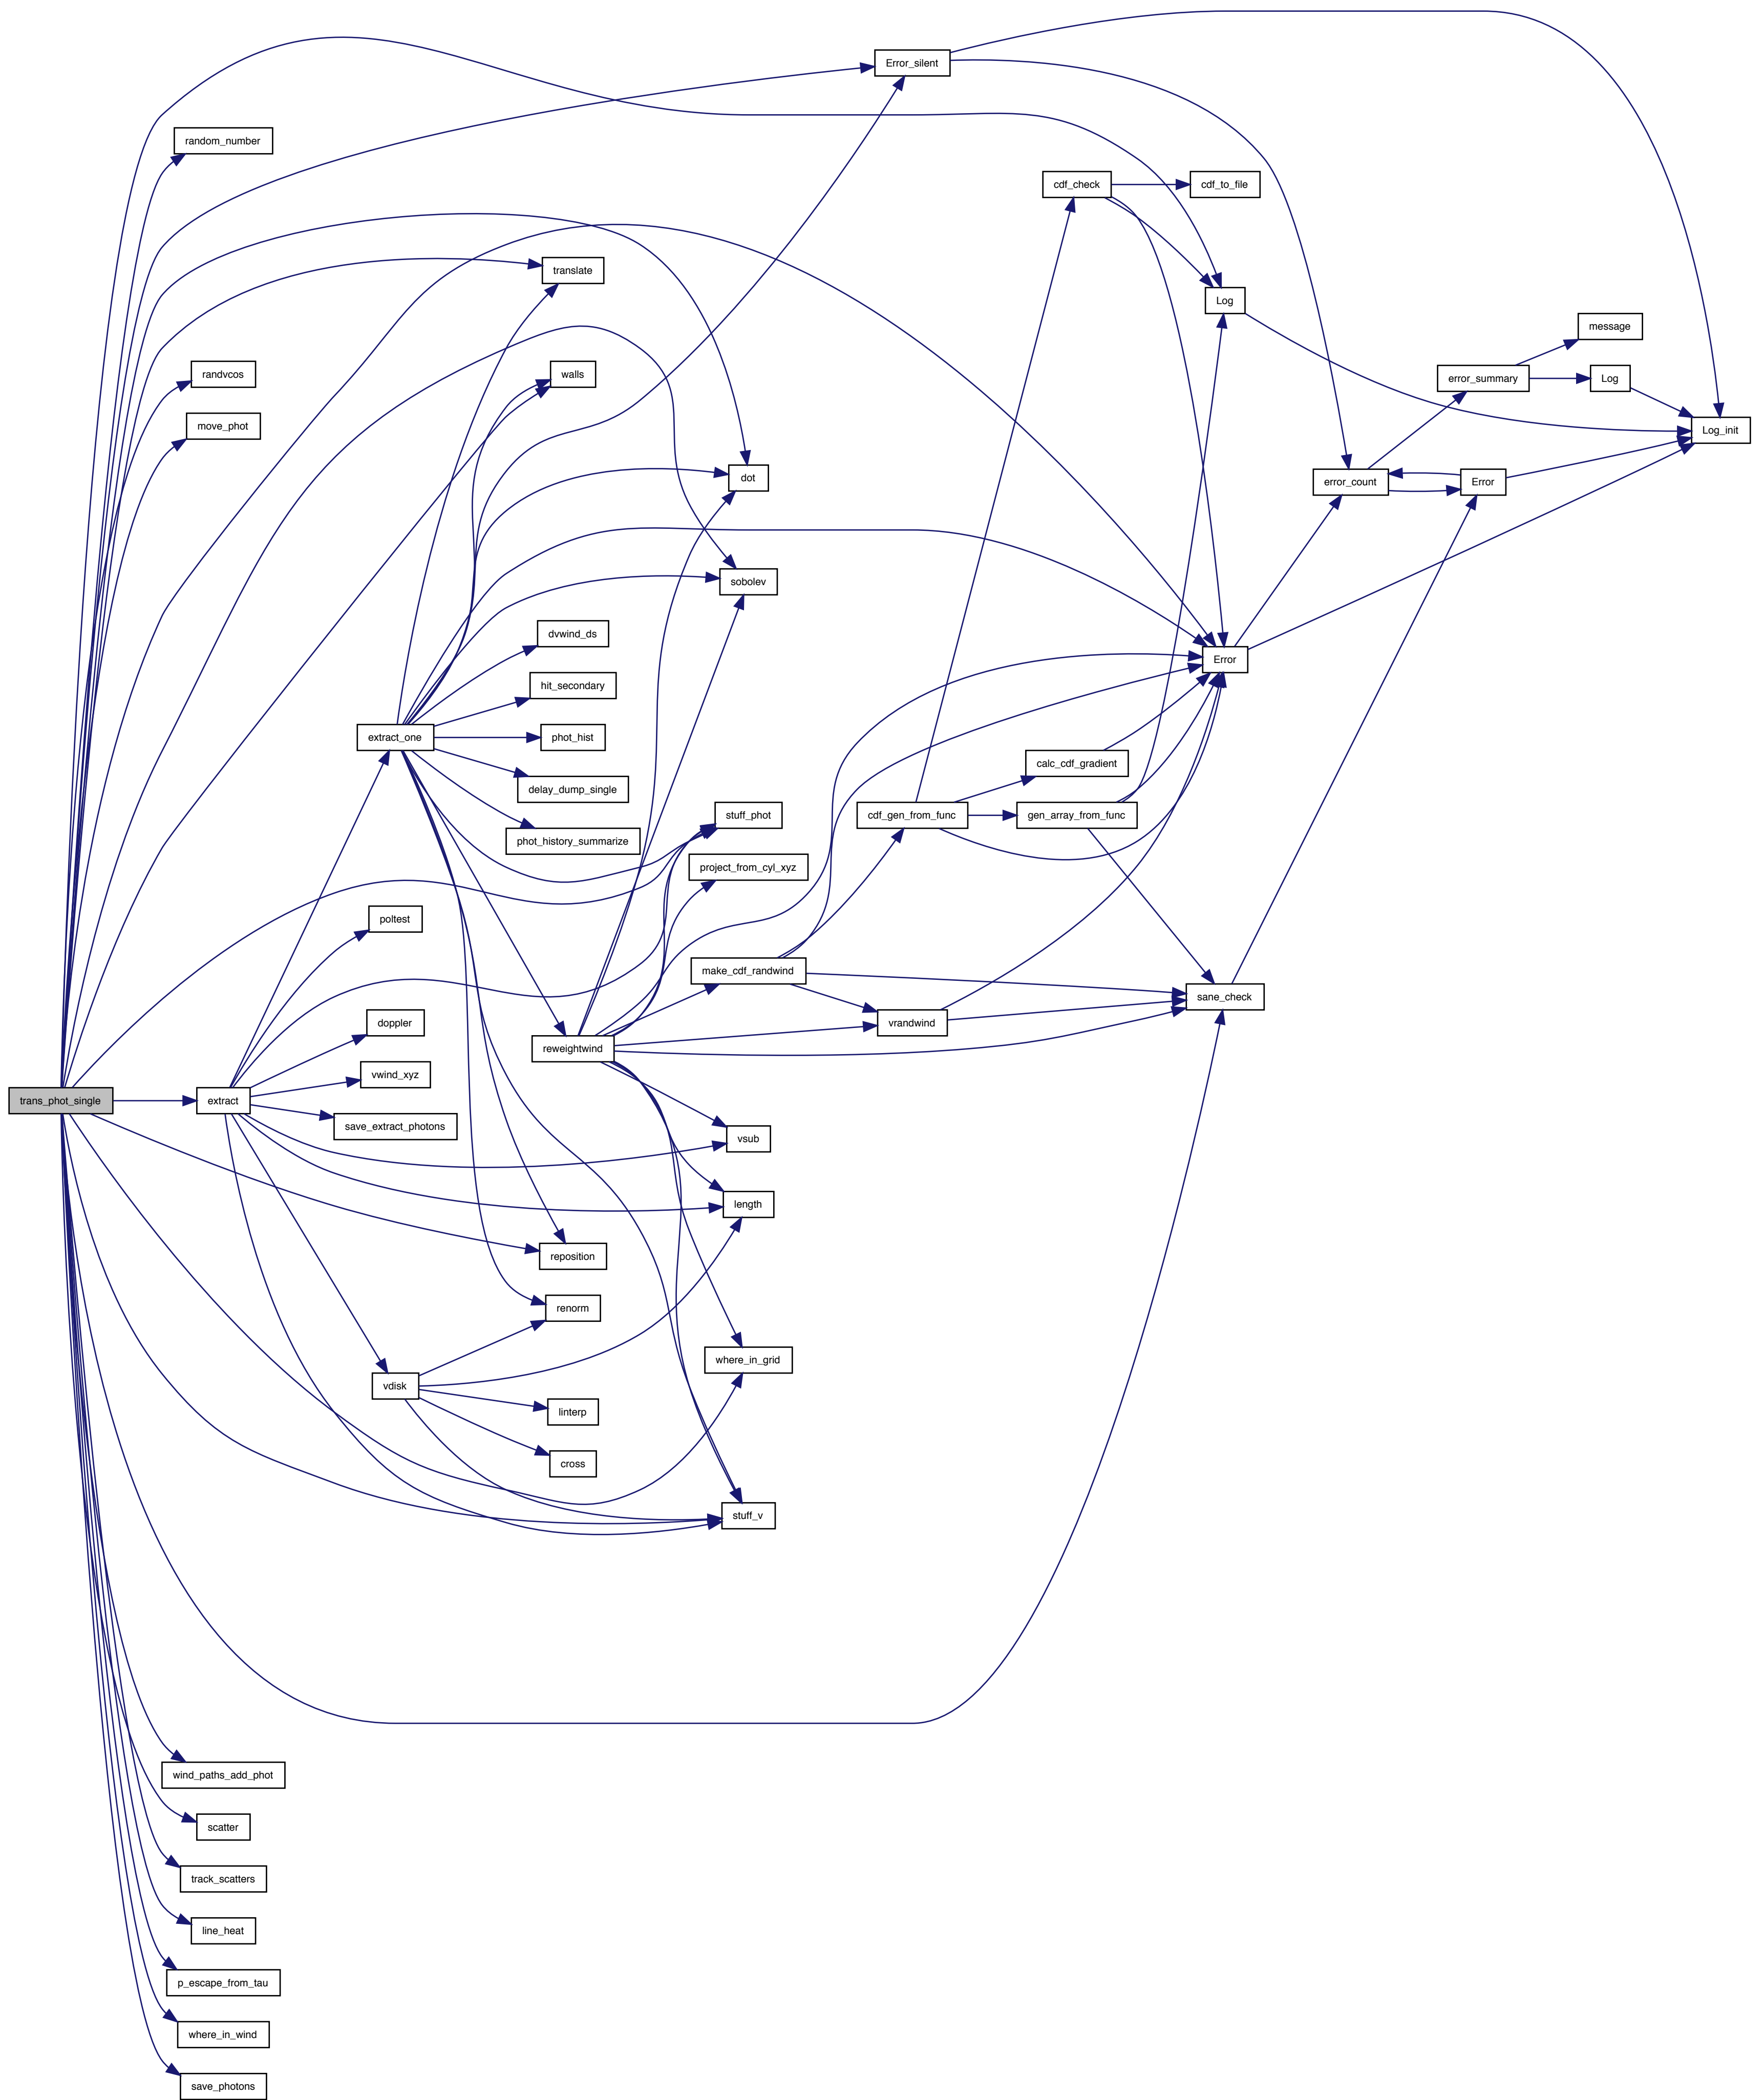 Error_silent
random_number
cdf_check
cdf_to_file
translate
Log
message
randvcos
walls
error_summary
Log
move_phot
Log_init
dot
error_count
Error
sobolev
dvwind_ds
Error
hit_secondary
extract_one
phot_hist
calc_cdf_gradient
delay_dump_single
stuff_phot
cdf_gen_from_func
gen_array_from_func
phot_history_summarize
project_from_cyl_xyz
poltest
make_cdf_randwind
sane_check
doppler
vrandwind
reweightwind
vwind_xyz
trans_phot_single
extract
save_extract_photons
vsub
length
reposition
renorm
where_in_grid
vdisk
linterp
cross
stuff_v
wind_paths_add_phot
scatter
track_scatters
line_heat
p_escape_from_tau
where_in_wind
save_photons